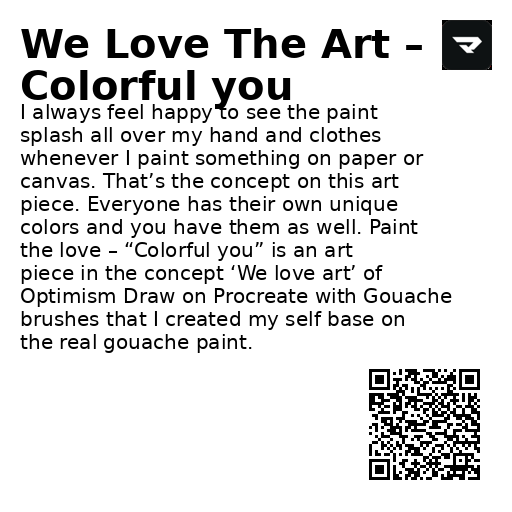 We Love The Art –
Colorful you
I always feel happy to see the paint
splash all over my hand and clothes
whenever I paint something on paper or
canvas. That’s the concept on this art
piece. Everyone has their own unique
colors and you have them as well. Paint
the love – “Colorful you” is an art
piece in the concept ‘We love art’ of
Optimism Draw on Procreate with Gouache
brushes that I created my self base on
the real gouache paint.